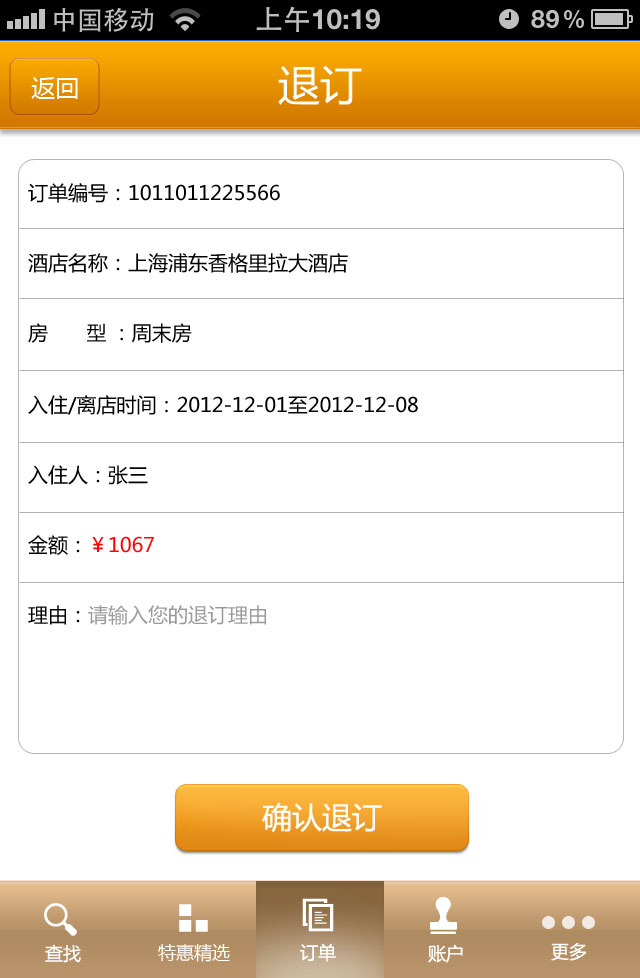 中国移动 上午10:19 89%
返回 退订
订单编号：1011011225566
酒店名称：上海浦东香格里拉大酒店
房 型 ：周末房
入住/离店时间：2012-12-01至2012-12-08
入住人：张三
金额：￥1067
理由：请输入您的退订理由
确认退订
查找 特惠精选 订单 账户 更多